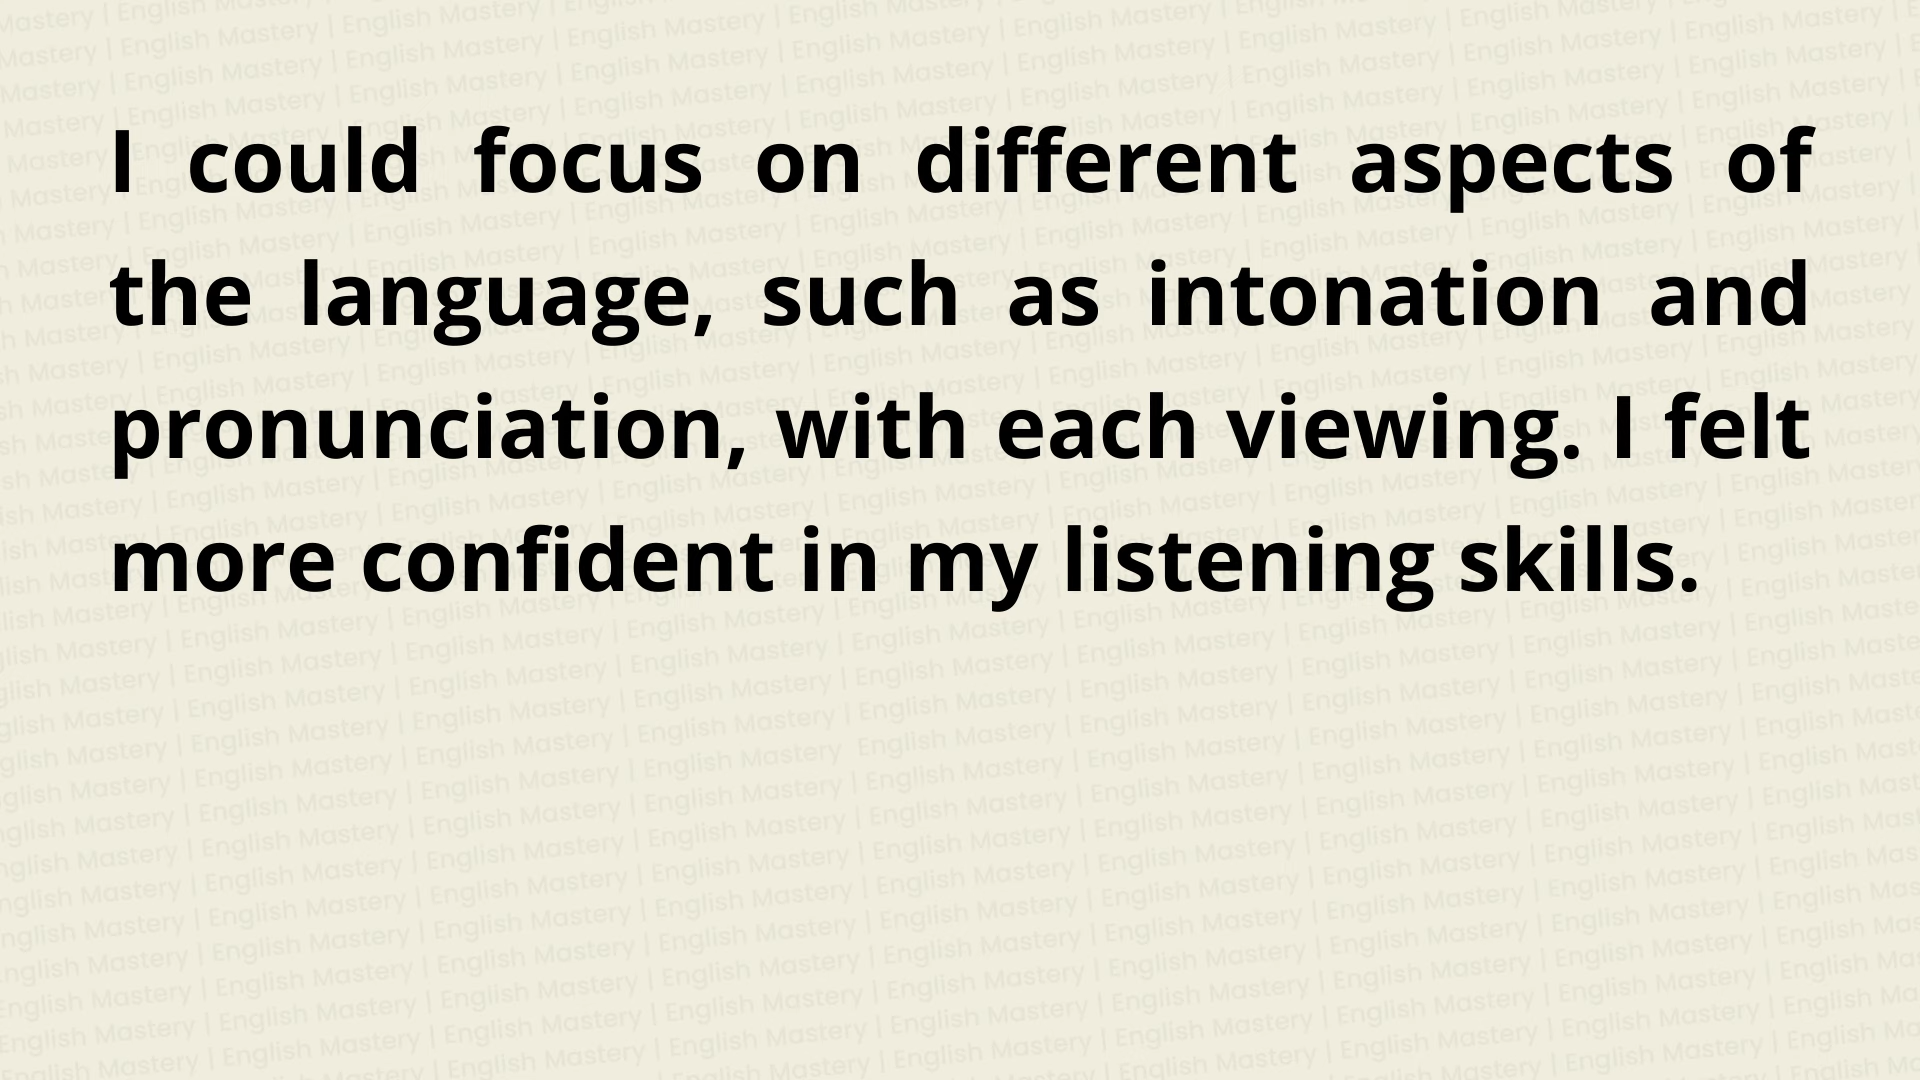 I could focus on different aspects of
the language, such as intonation and
pronunciation, with each viewing. I felt
more confident in my listening skills.